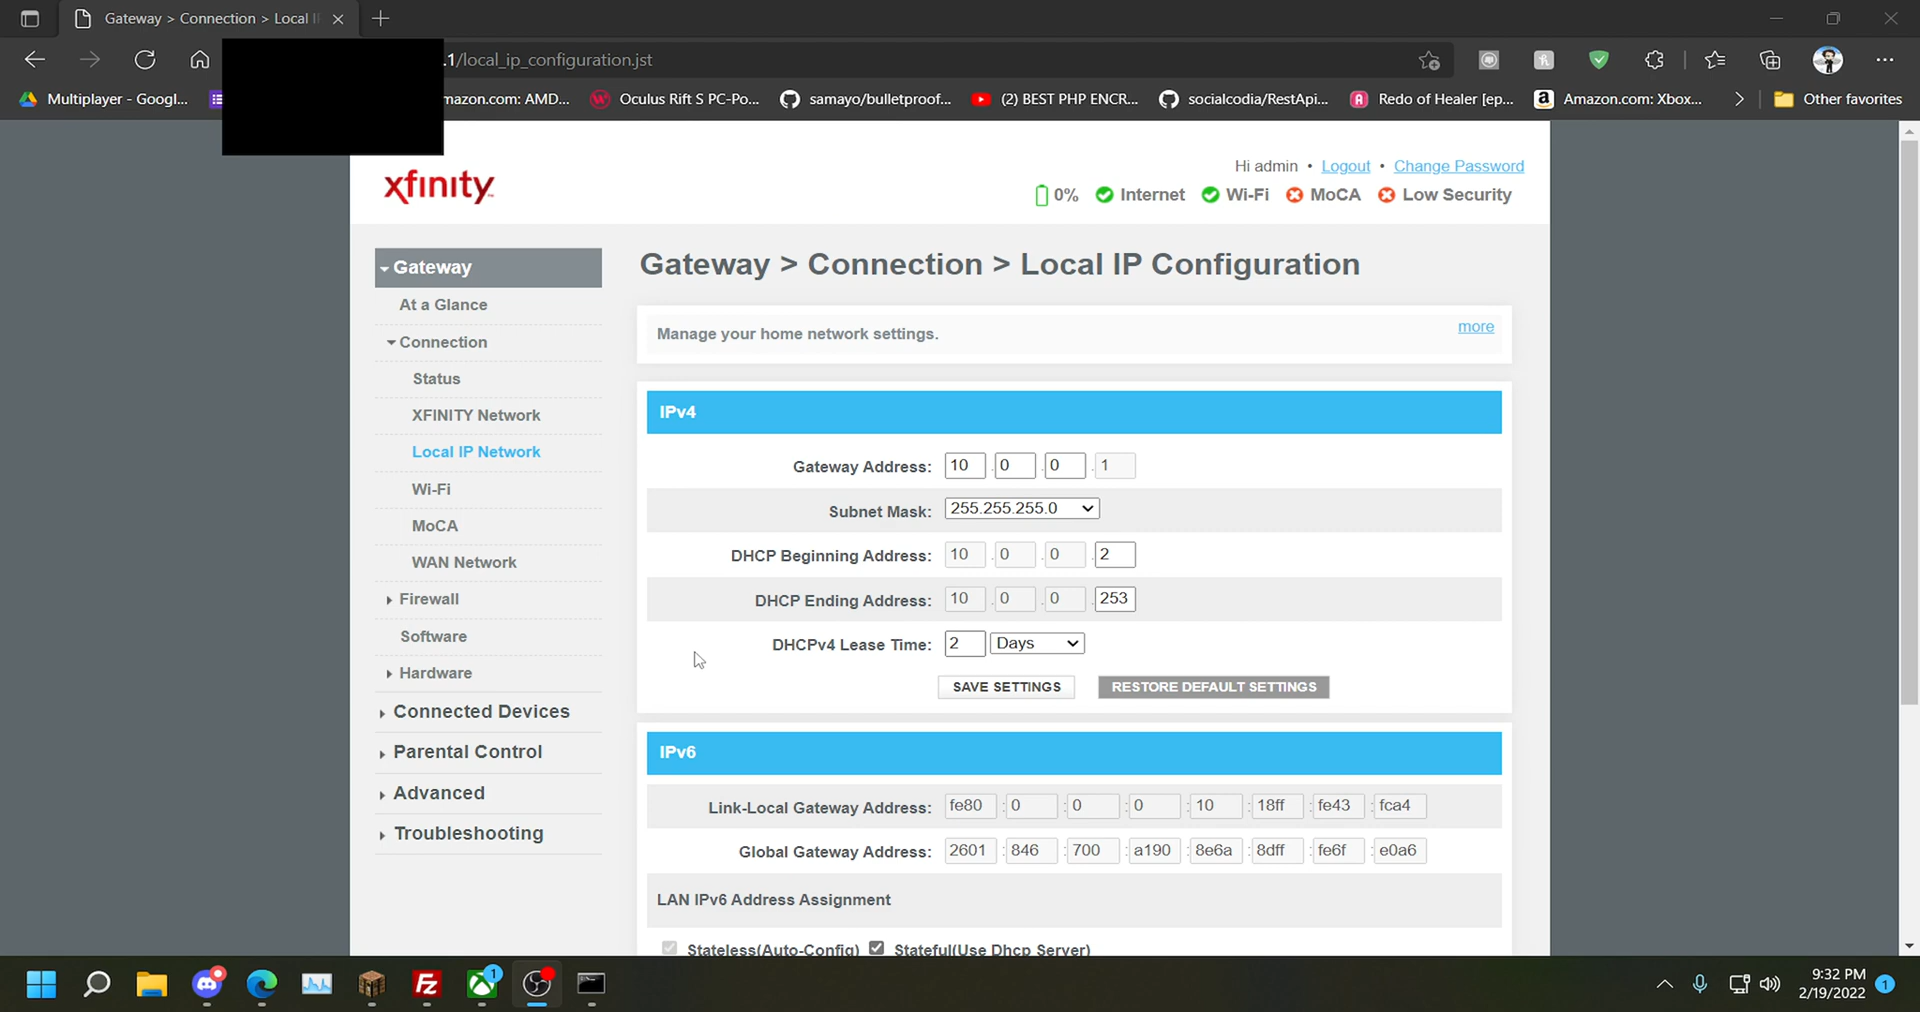 Gateway > Connection > Local I
.1/local_ip_configuration.jst
Multiplayer - Googl...
mazon.com: AMD...
Oculus Rift S PC-Po...
samayo/bulletproof...
(2) BEST PHP ENCR...
socialcodia/RestApi...
Redo of Healer [ep...
Amazon.com: Xbox...
Other favorites
xfinity
Hi admin • Logout • Change Password
0% Internet Wi-Fi MoCA Low Security
Gateway
At a Glance
Connection
Status
XFINITY Network
Local IP Network
Wi-Fi
MoCA
WAN Network
Firewall
Software
Hardware
Connected Devices
Parental Control
Advanced
Troubleshooting
Gateway > Connection > Local IP Configuration
Manage your home network settings.
more
IPv4
Gateway Address: 10 . 0 . 0 . 1
Subnet Mask: 255.255.255.0
DHCP Beginning Address: 10 . 0 . 0 . 2
DHCP Ending Address: 10 . 0 . 0 . 253
DHCPv4 Lease Time: 2 Days
SAVE SETTINGS RESTORE DEFAULT SETTINGS
IPv6
Link-Local Gateway Address: fe80 : 0 : 0 : 0 : 10 : 18ff : fe43 : fca4
Global Gateway Address: 2601 : 846 : 700 : a190 : 8e6a : 8dff : fe6f : e0a6
LAN IPv6 Address Assignment
Stateless(Auto-Config) Stateful(Use Dhcp Server)
1
9:32 PM
2/19/2022
1